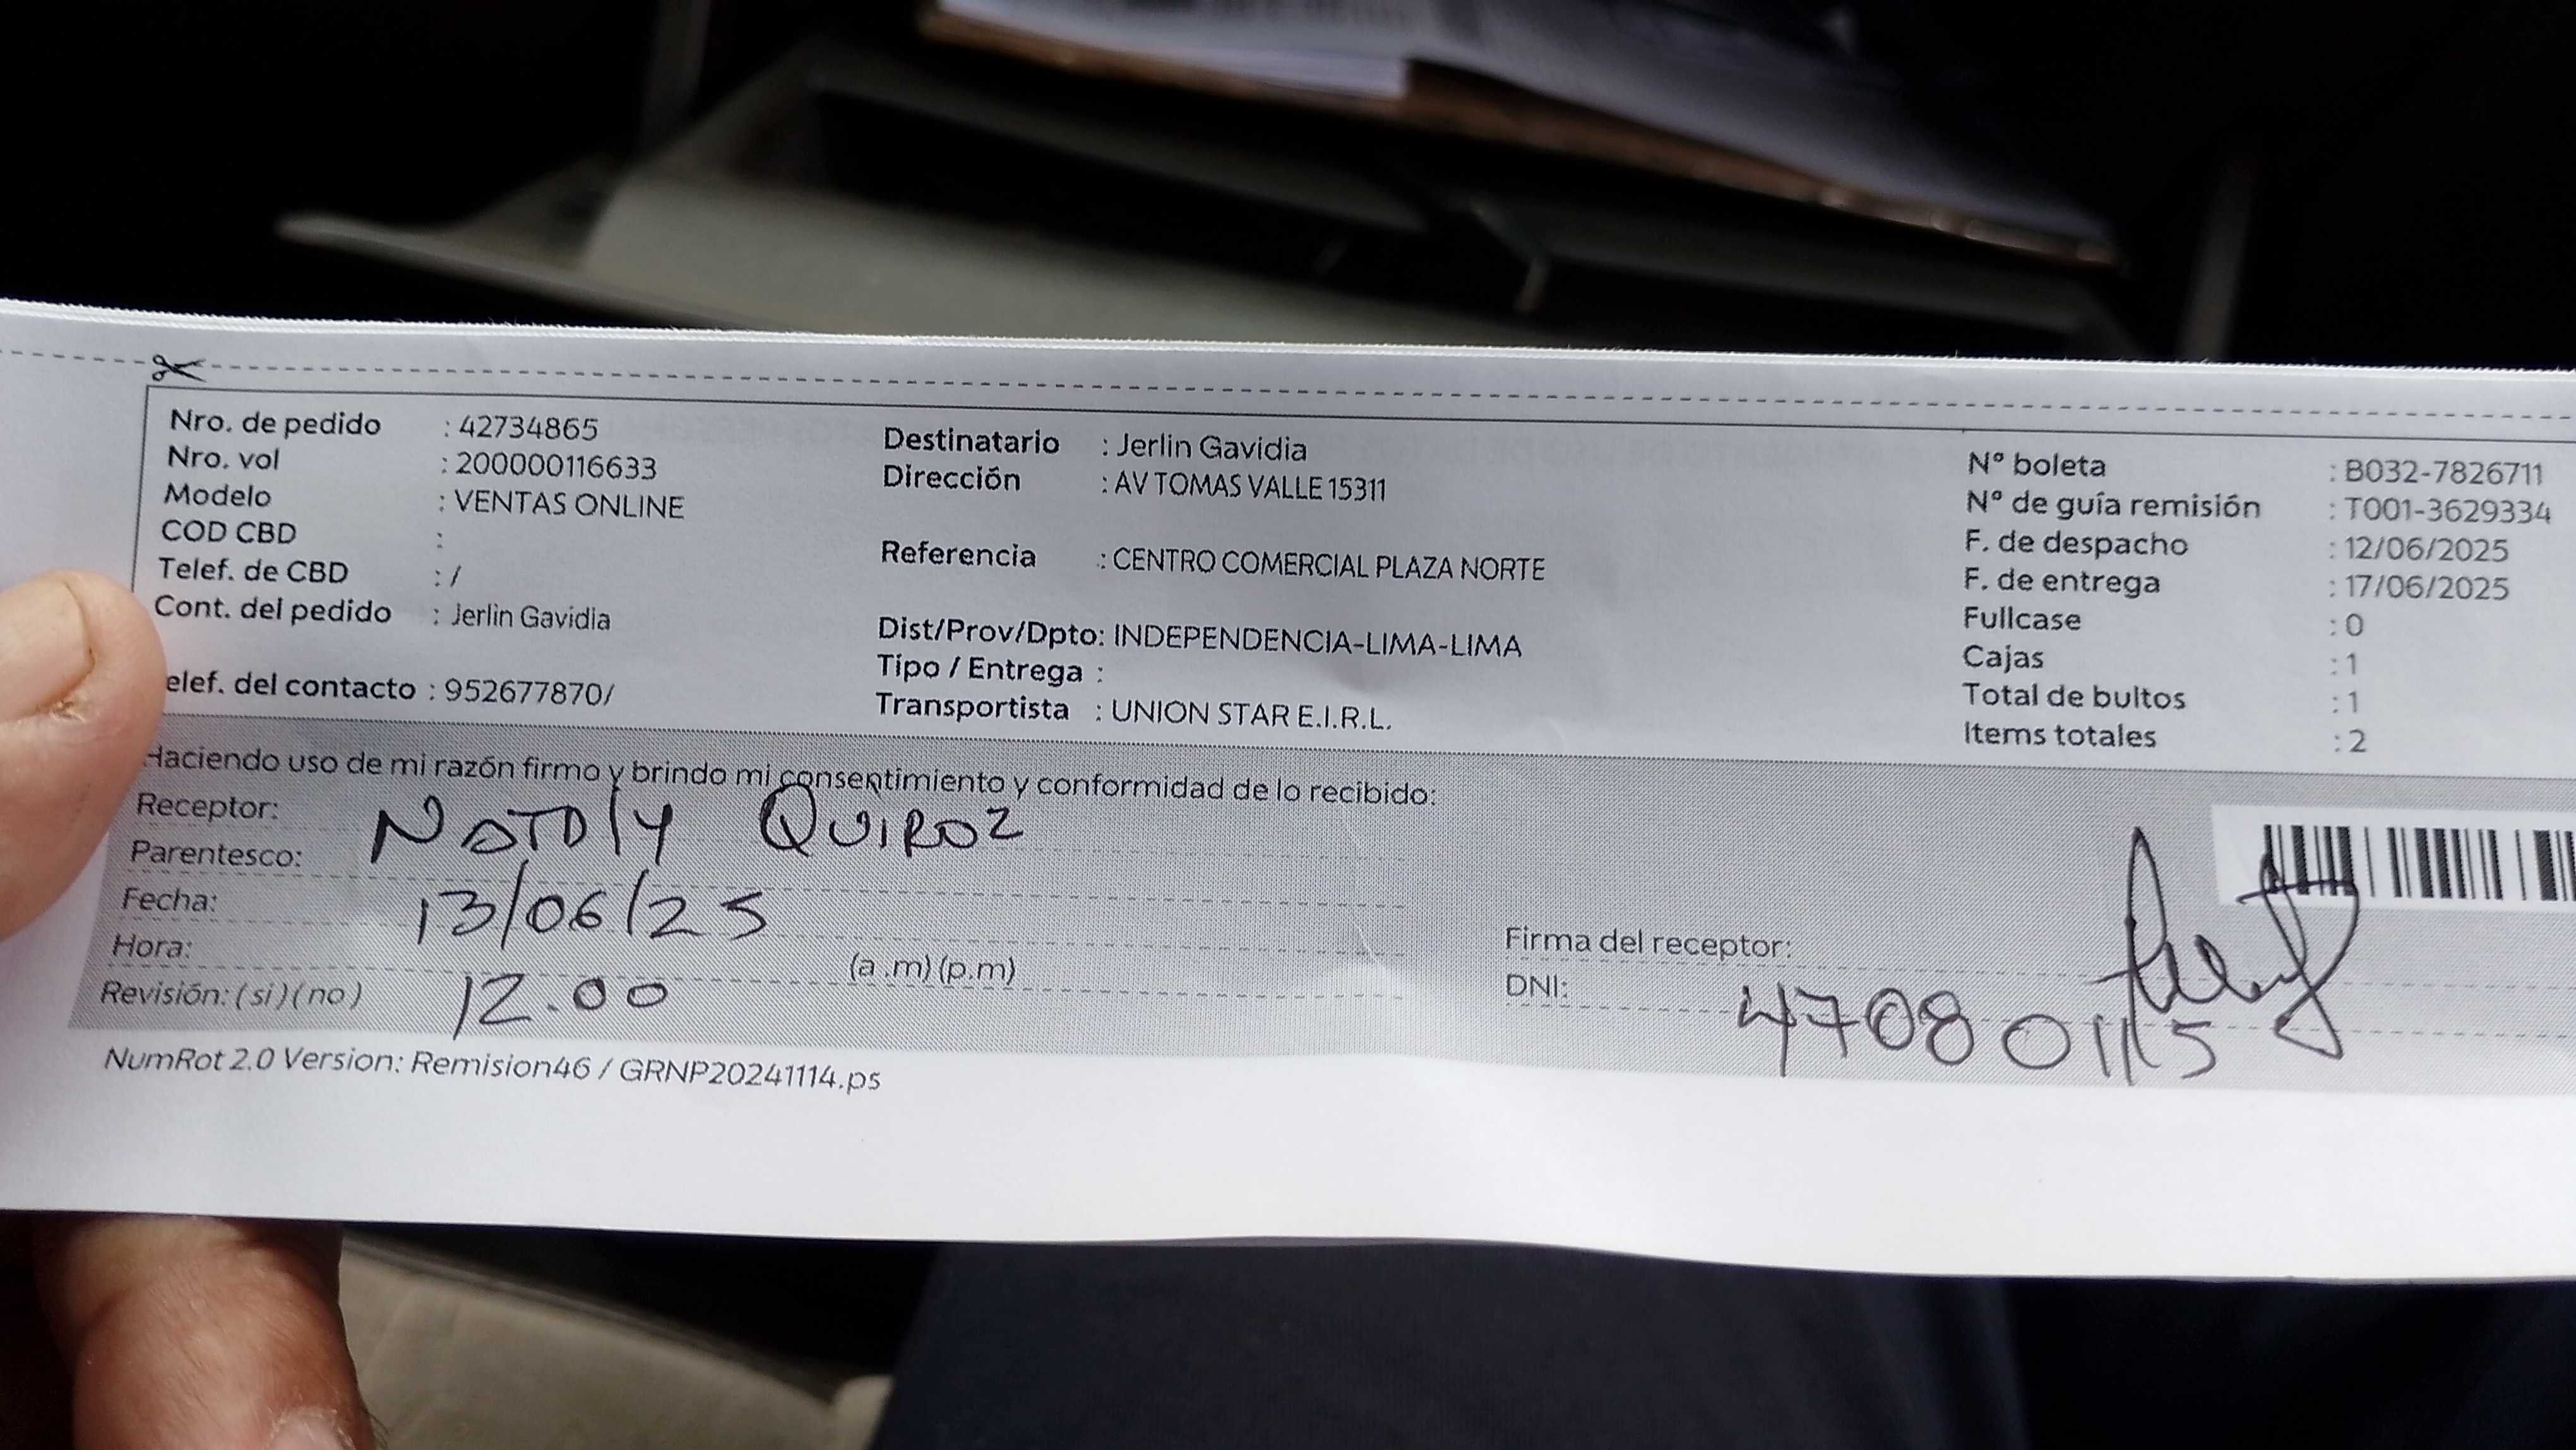 Nro. de pedido : 42734865
Nro. vol : 200000116633
Modelo : VENTAS ONLINE
COD CBD :
Telef. de CBD : /
Cont. del pedido : Jerlin Gavidia
elef. del contacto : 952677870/
Destinatario : Jerlin Gavidia
Dirección : AV TOMAS VALLE 15311
Referencia : CENTRO COMERCIAL PLAZA NORTE
Dist/Prov/Dpto: INDEPENDENCIA-LIMA-LIMA
Tipo / Entrega :
Transportista : UNION STAR E.I.R.L.
N° boleta : B032-7826711
N° de guía remisión : T001-3629334
F. de despacho : 12/06/2025
F. de entrega : 17/06/2025
Fullcase : 0
Cajas : 1
Total de bultos : 1
Items totales : 2
Haciendo uso de mi razón firmo y brindo mi consentimiento y conformidad de lo recibido:
Receptor: Nataly Quiroz
Parentesco:
Fecha: 13/06/25
Hora: 12.00 (a.m) (p.m)
Revisión: (si) (no)
Firma del receptor:
DNI: 47080115
NumRot 2.0 Version: Remision46 / GRNP20241114.ps